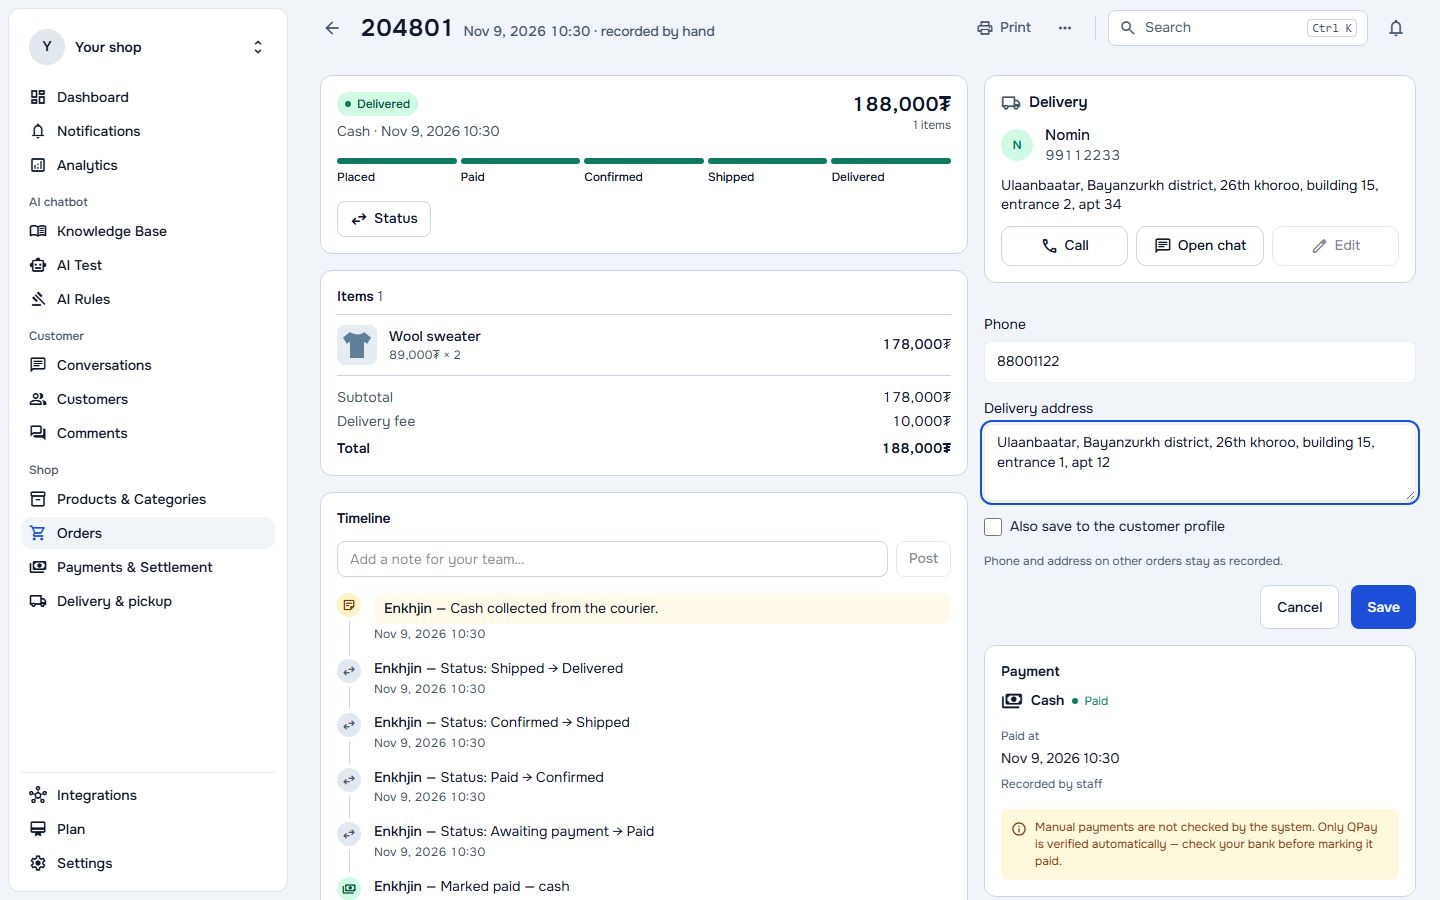 Y Your shop
Dashboard
Notifications
Analytics
AI chatbot
Knowledge Base
AI Test
AI Rules
Customer
Conversations
Customers
Comments
Shop
Products & Categories
Orders
Payments & Settlement
Delivery & pickup
Integrations
Plan
Settings
204801 Nov 9, 2026 10:30 · recorded by hand
Print
Search Ctrl K
Delivered
188,000₮
Cash · Nov 9, 2026 10:30
1 items
Placed Paid Confirmed Shipped Delivered
Status
Items 1
Wool sweater
89,000₮ × 2
178,000₮
Subtotal 178,000₮
Delivery fee 10,000₮
Total 188,000₮
Timeline
Add a note for your team...
Post
Enkhjin — Cash collected from the courier.
Nov 9, 2026 10:30
Enkhjin — Status: Shipped → Delivered
Nov 9, 2026 10:30
Enkhjin — Status: Confirmed → Shipped
Nov 9, 2026 10:30
Enkhjin — Status: Paid → Confirmed
Nov 9, 2026 10:30
Enkhjin — Status: Awaiting payment → Paid
Nov 9, 2026 10:30
Enkhjin — Marked paid — cash
Delivery
N
Nomin
99112233
Ulaanbaatar, Bayanzurkh district, 26th khoroo, building 15,
entrance 2, apt 34
Call Open chat Edit
Phone
88001122
Delivery address
Ulaanbaatar, Bayanzurkh district, 26th khoroo, building 15,
entrance 1, apt 12
Also save to the customer profile
Phone and address on other orders stay as recorded.
Cancel Save
Payment
Cash Paid
Paid at
Nov 9, 2026 10:30
Recorded by staff
Manual payments are not checked by the system. Only QPay
is verified automatically — check your bank before marking it
paid.